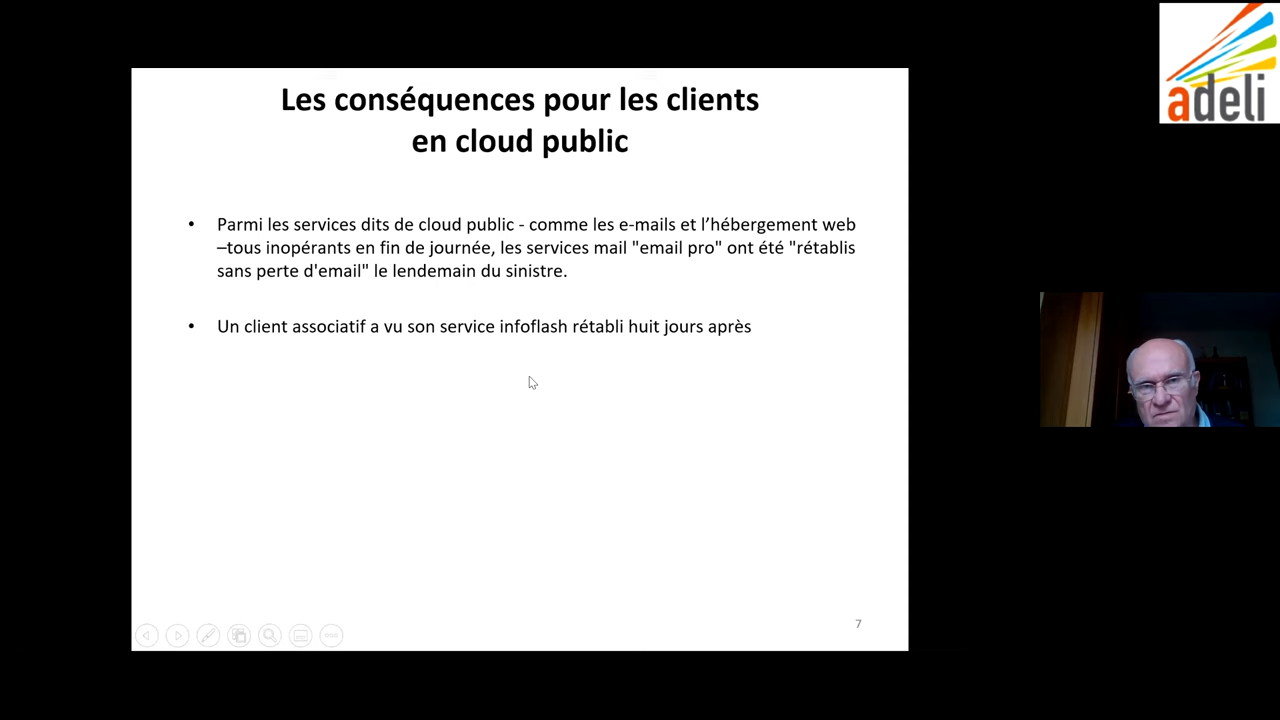 adeli
Les conséquences pour les clients
en cloud public
• Parmi les services dits de cloud public - comme les e-mails et l’hébergement web
–tous inopérants en fin de journée, les services mail "email pro" ont été "rétablis
sans perte d'email" le lendemain du sinistre.
• Un client associatif a vu son service infoflash rétabli huit jours après
7